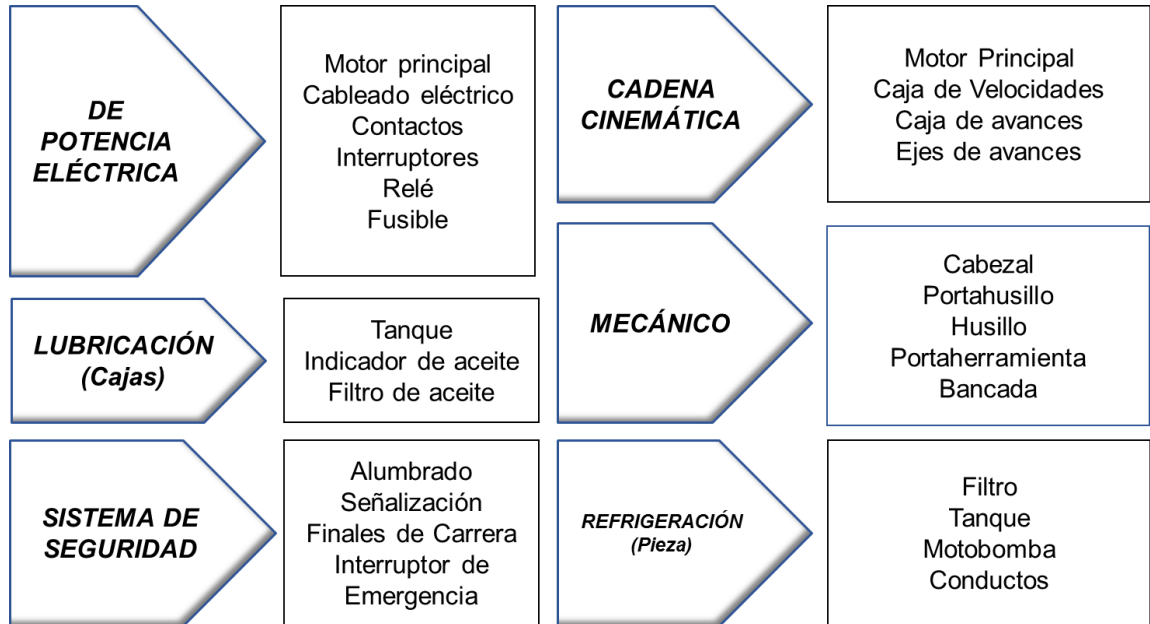 DE
POTENCIA
ELÉCTRICA
Motor principal
Cableado eléctrico
Contactos
Interruptores
Relé
Fusible
CADENA
CINEMÁTICA
Motor Principal
Caja de Velocidades
Caja de avances
Ejes de avances
LUBRICACIÓN
(Cajas)
Tanque
Indicador de aceite
Filtro de aceite
MECÁNICO
Cabezal
Portahusillo
Husillo
Portaherramienta
Bancada
SISTEMA DE
SEGURIDAD
Alumbrado
Señalización
Finales de Carrera
Interruptor de
Emergencia
REFRIGERACIÓN
(Pieza)
Filtro
Tanque
Motobomba
Conductos